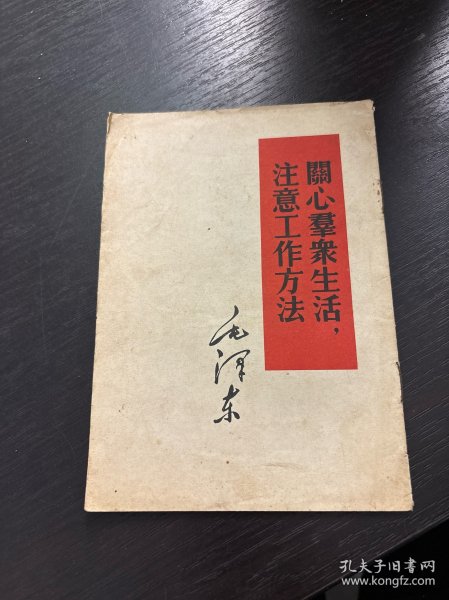 關心羣衆生活，
注意工作方法
毛泽东
孔夫子旧书网
www.kongfz.com